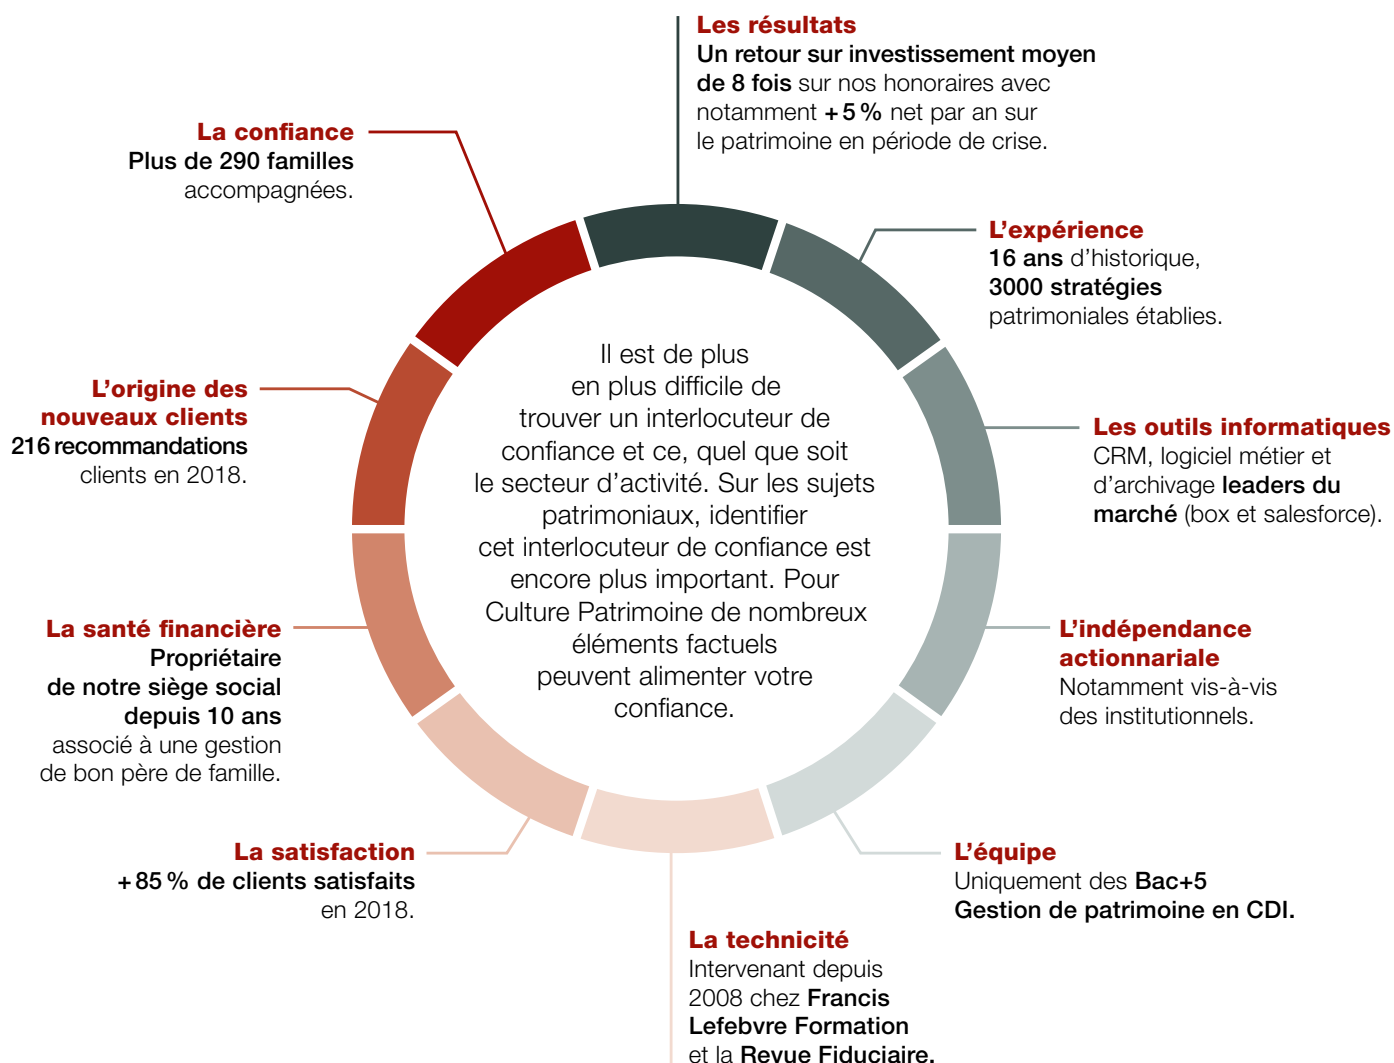 Les résultats
Un retour sur investissement moyen
de 8 fois sur nos honoraires avec
notamment +5 % net par an sur
le patrimoine en période de crise.
La confiance
Plus de 290 familles
accompagnées.
L’expérience
16 ans d’historique,
3000 stratégies
patrimoniales établies.
L’origine des
nouveaux clients
216 recommandations
clients en 2018.
Il est de plus
en plus difficile de
trouver un interlocuteur de
confiance et ce, quel que soit
le secteur d’activité. Sur les sujets
patrimoniaux, identifier
cet interlocuteur de confiance est
encore plus important. Pour
Culture Patrimoine de nombreux
éléments factuels
peuvent alimenter votre
confiance.
Les outils informatiques
CRM, logiciel métier et
d’archivage leaders du
marché (box et salesforce).
La santé financière
Propriétaire
de notre siège social
depuis 10 ans
associé à une gestion
de bon père de famille.
L’indépendance
actionnariale
Notamment vis-à-vis
des institutionnels.
La satisfaction
+85 % de clients satisfaits
en 2018.
L’équipe
Uniquement des Bac+5
Gestion de patrimoine en CDI.
La technicité
Intervenant depuis
2008 chez Francis
Lefebvre Formation
et la Revue Fiduciaire.